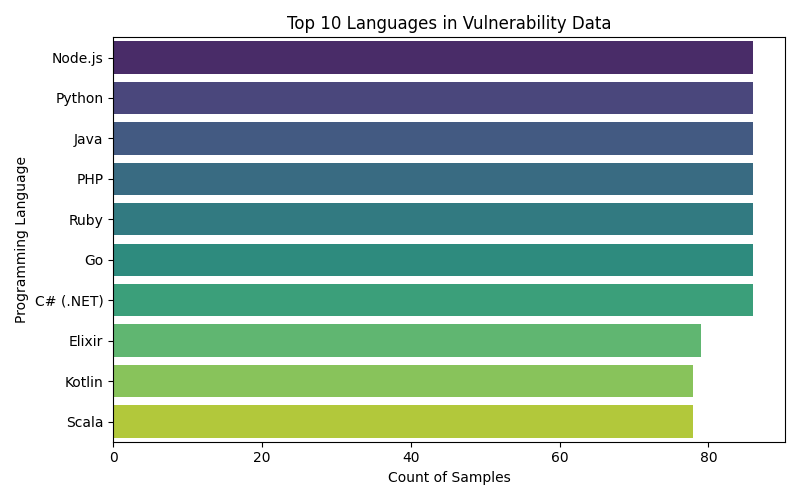 Top 10 Languages in Vulnerability Data
Programming Language
Node.js
Python
Java
PHP
Ruby
Go
C# (.NET)
Elixir
Kotlin
Scala
0 20 40 60 80
Count of Samples